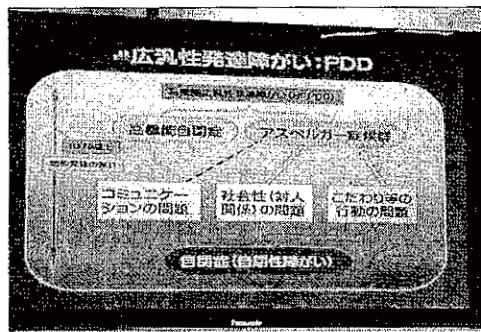 広汎性発達障がい:PDD
高機能自閉症
アスペルガー症候群
コミュニケー
ションの問題
社会性(対人
関係)の問題
こだわり等の
行動の問題
自閉症(自閉性障がい)
Panasonic